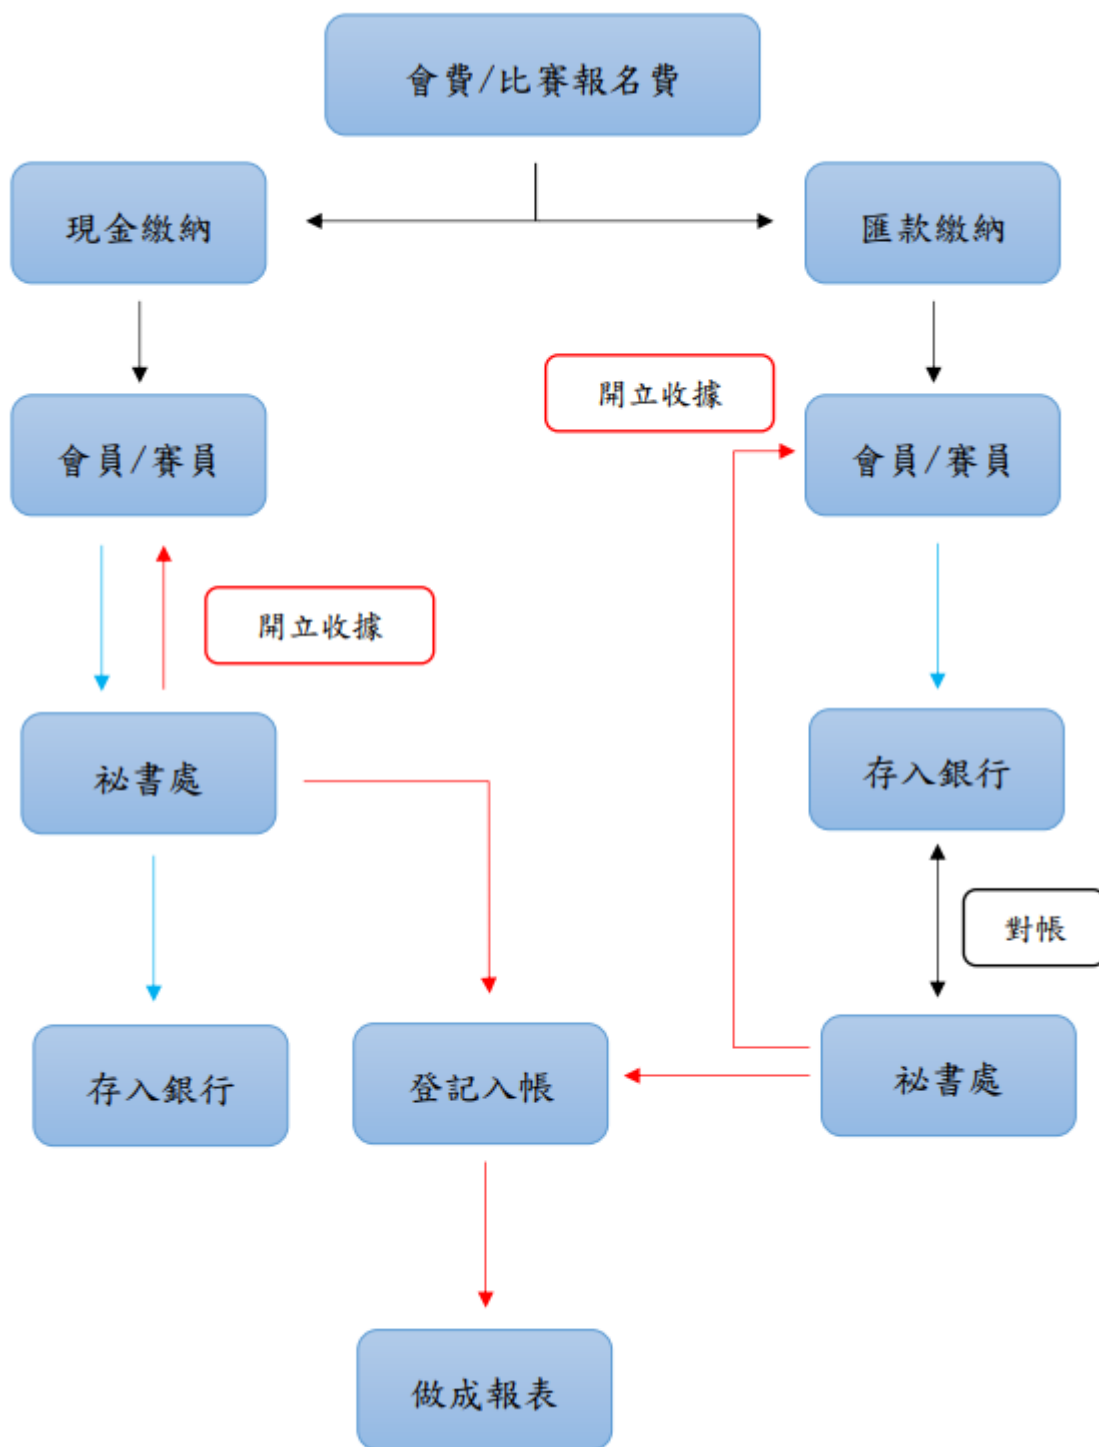 會費/比賽報名費
現金繳納
匯款繳納
開立收據
會員/賽員
會員/賽員
開立收據
祕書處
存入銀行
對帳
存入銀行
登記入帳
祕書處
做成報表